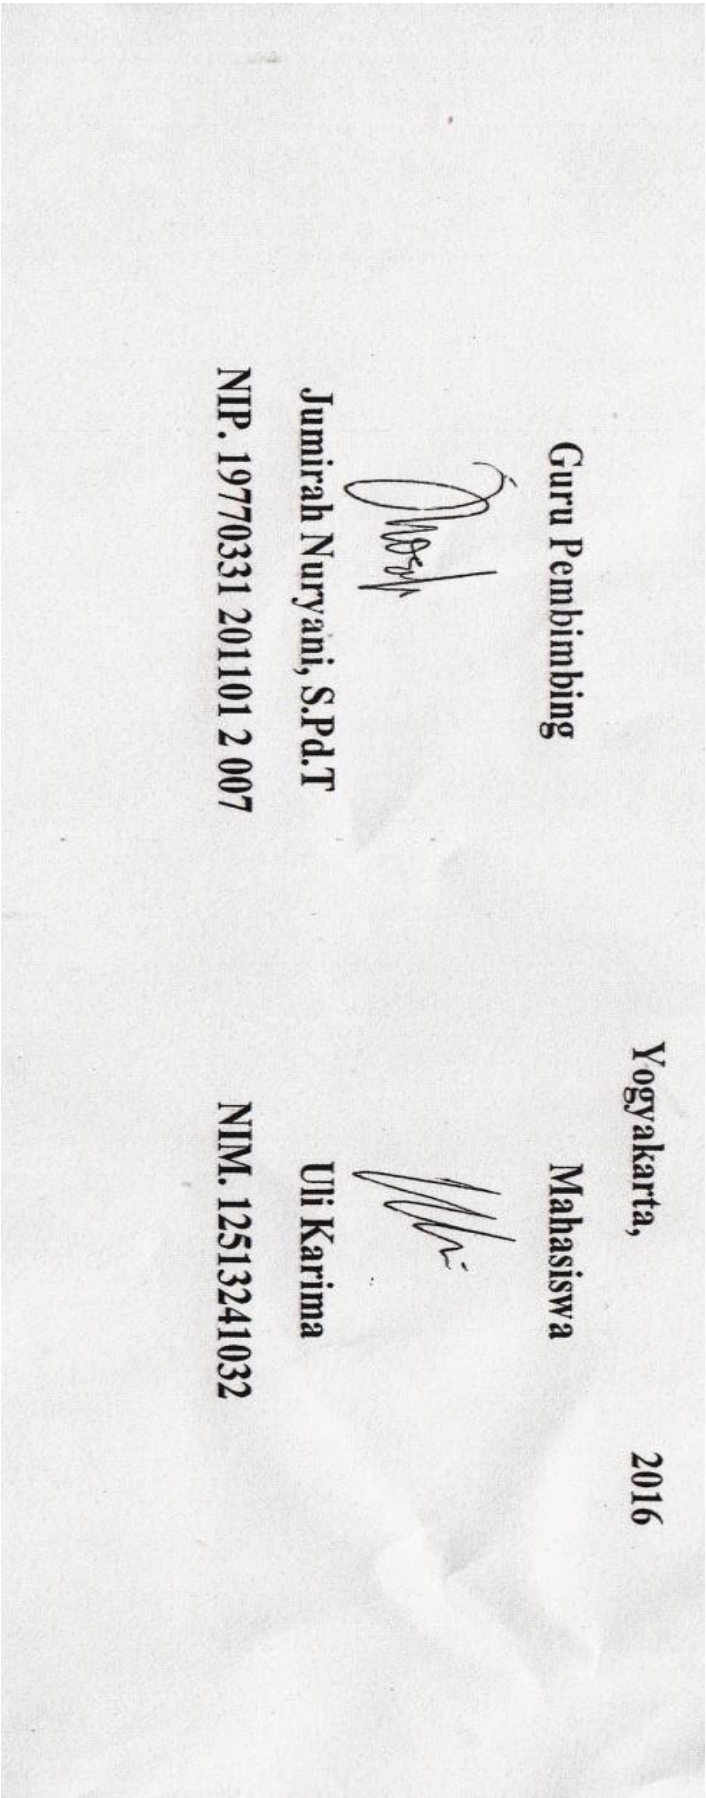 Yogyakarta, 2016
Guru Pembimbing Mahasiswa
Jumirah Nuryani, S.Pd.T Uli Karima
NIP. 19770331 201101 2 007 NIM. 12513241032